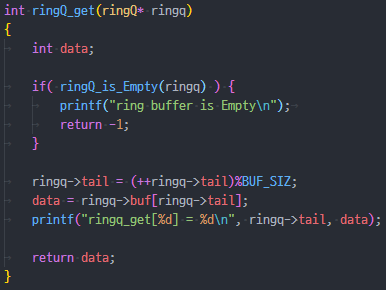 int ringQ_get(ringQ* ringq)
{
    int data;

    if( ringQ_is_Empty(ringq) ) {
        printf("ring buffer is Empty\n");
        return -1;
    }

    ringq->tail = (++ringq->tail)%BUF_SIZ;
    data = ringq->buf[ringq->tail];
    printf("ringq_get[%d] = %d\n", ringq->tail, data);

    return data;
}